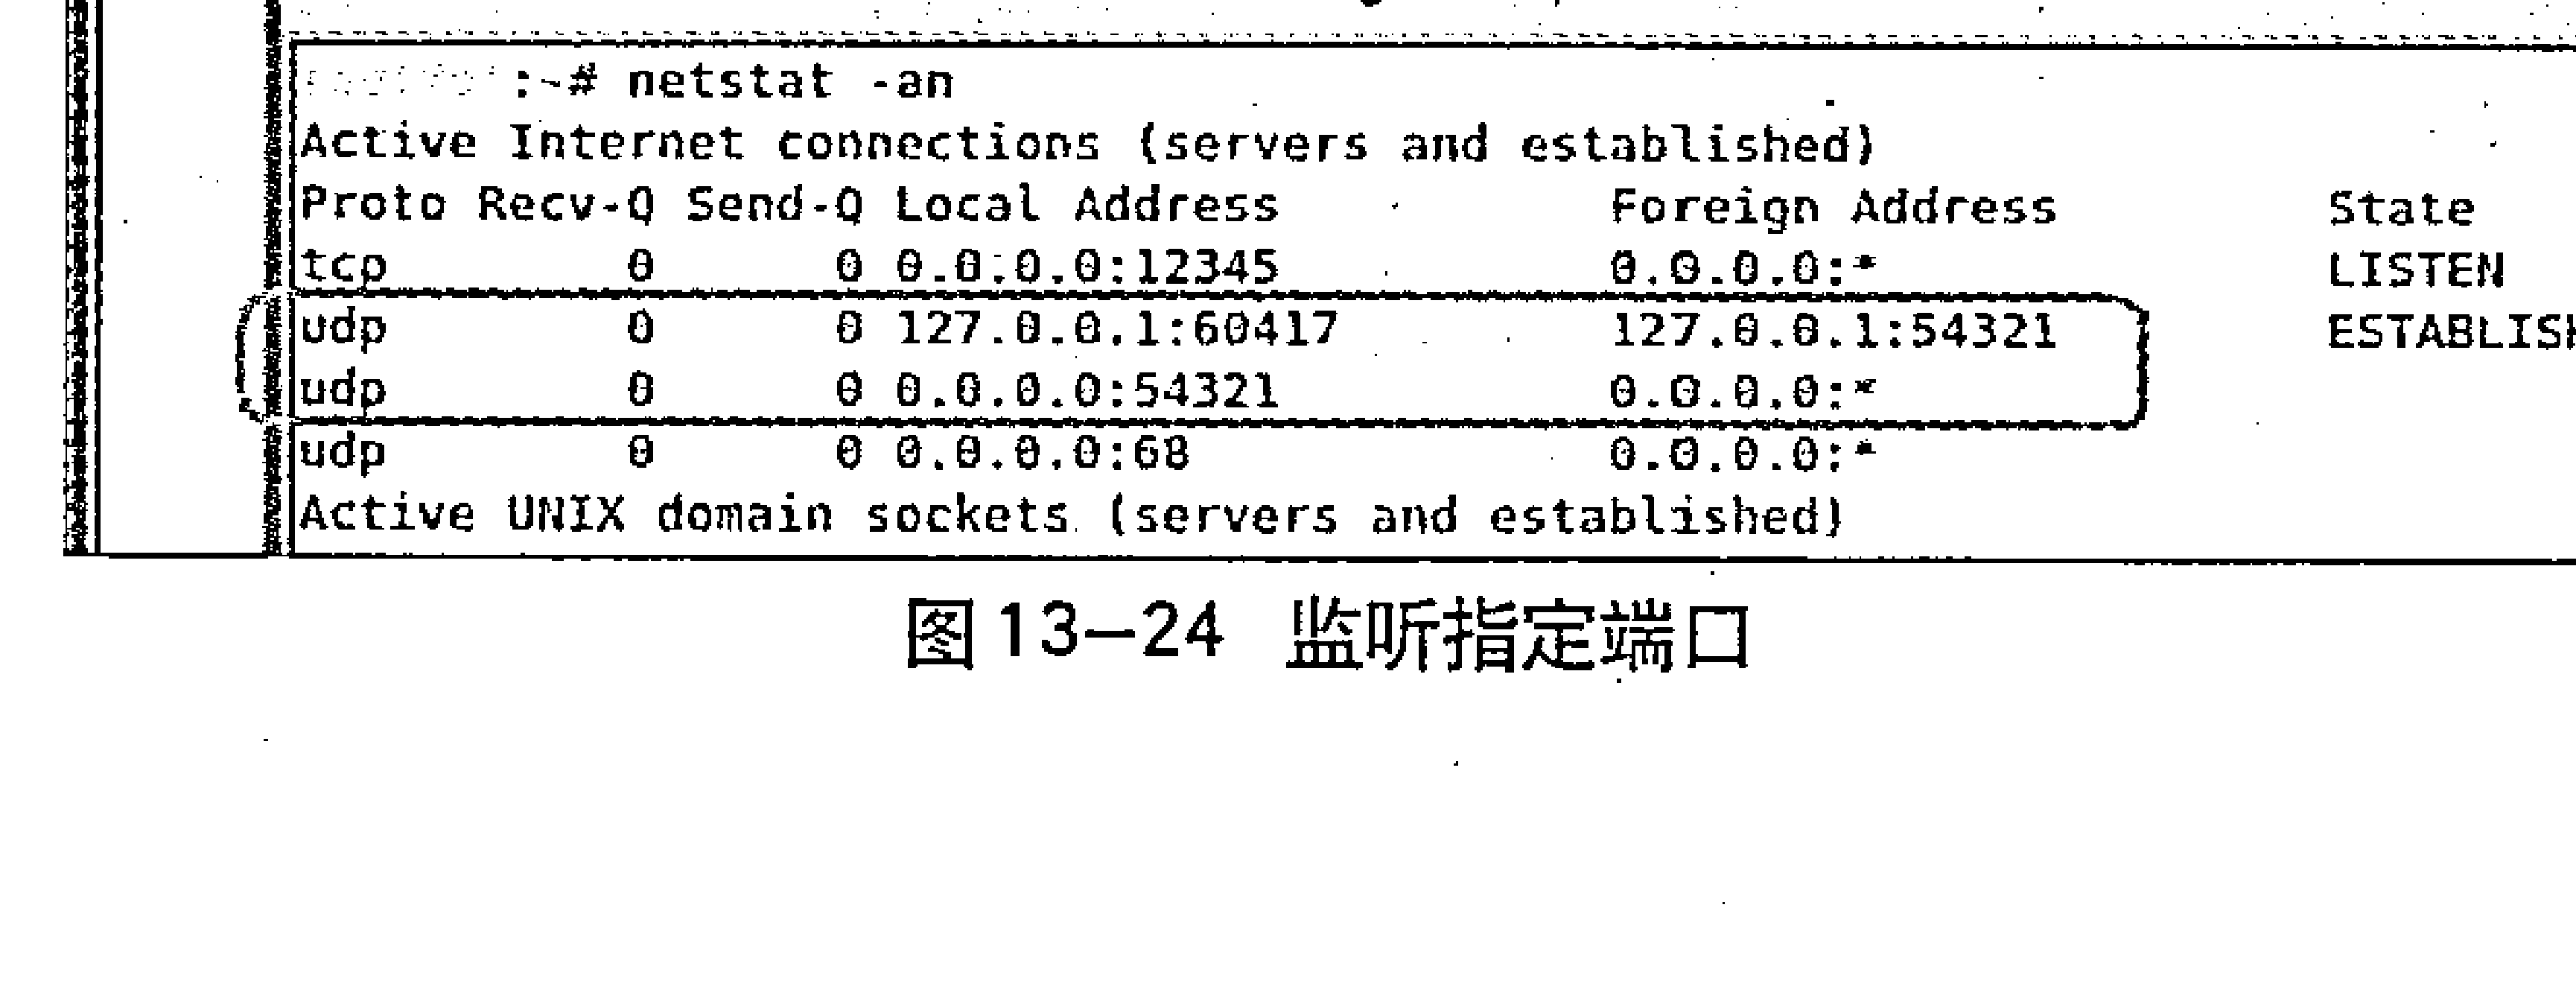 :~# netstat -an
Active Internet connections (servers and established)
Proto Recv-Q Send-Q Local Address Foreign Address State
tcp 0 0 0.0.0.0:12345 0.0.0.0:* LISTEN
udp 0 0 127.0.0.1:60417 127.0.0.1:54321 ESTABLISH
udp 0 0 0.0.0.0:54321 0.0.0.0:*
udp 0 0 0.0.0.0:68 0.0.0.0:*
Active UNIX domain sockets (servers and established)
图13-24 监听指定端口